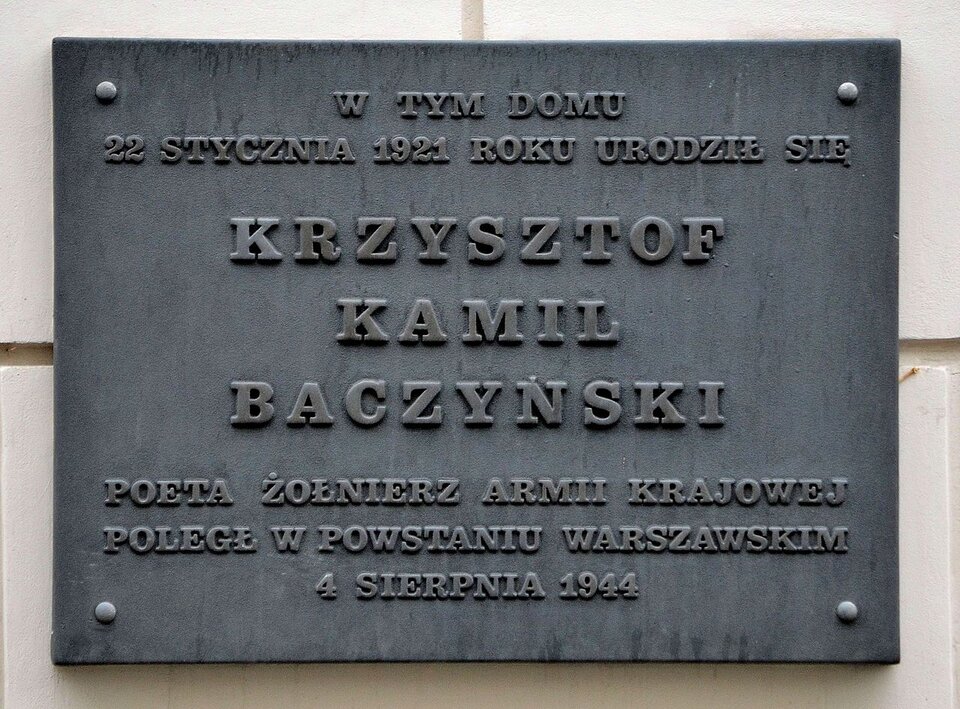 W TYM DOMU
22 STYCZNIA 1921 ROKU URODZIŁ SIĘ
KRZYSZTOF
KAMIL
BACZYŃSKI
POETA ŻOŁNIERZ ARMII KRAJOWEJ
POLEGŁ W POWSTANIU WARSZAWSKIM
4 SIERPNIA 1944